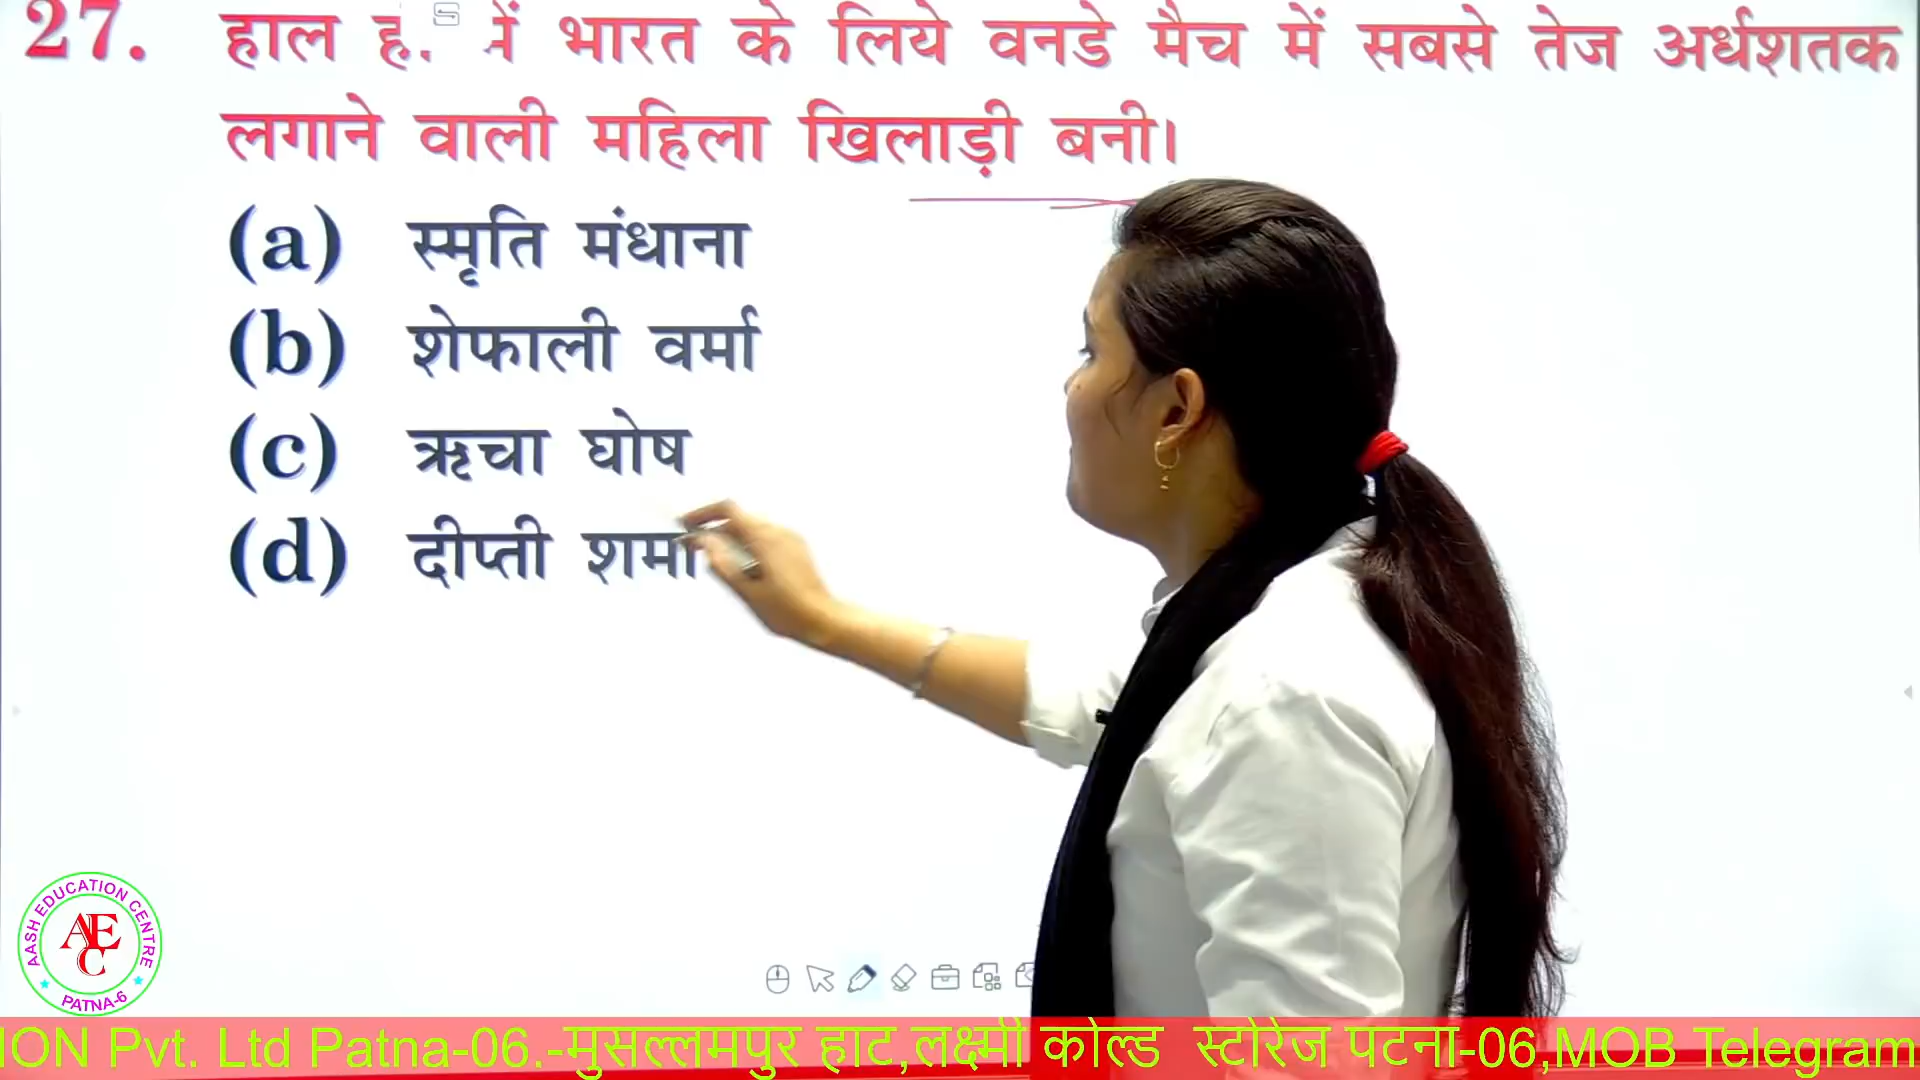 27. हाल में भारत के लिये वनडे मैच में सबसे तेज अर्धशतक
लगाने वाली महिला खिलाड़ी बनी।
(a) स्मृति मंधाना
(b) शेफाली वर्मा
(c) ऋचा घोष
(d) दीप्ती शर्मा
AASH EDUCATION CENTRE
AEC
PATNA-6
ION Pvt. Ltd Patna-06.-मुसल्लमपुर हाट,लक्ष्मी कोल्ड स्टोरेज पटना-06,MOB Telegram